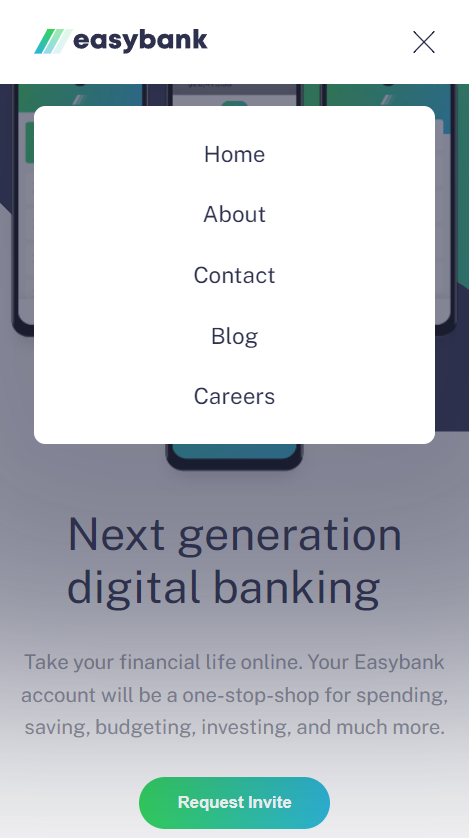 easybank
Home
About
Contact
Blog
Careers
Next generation
digital banking
Take your financial life online. Your Easybank
account will be a one-stop-shop for spending,
saving, budgeting, investing, and much more.
Request Invite